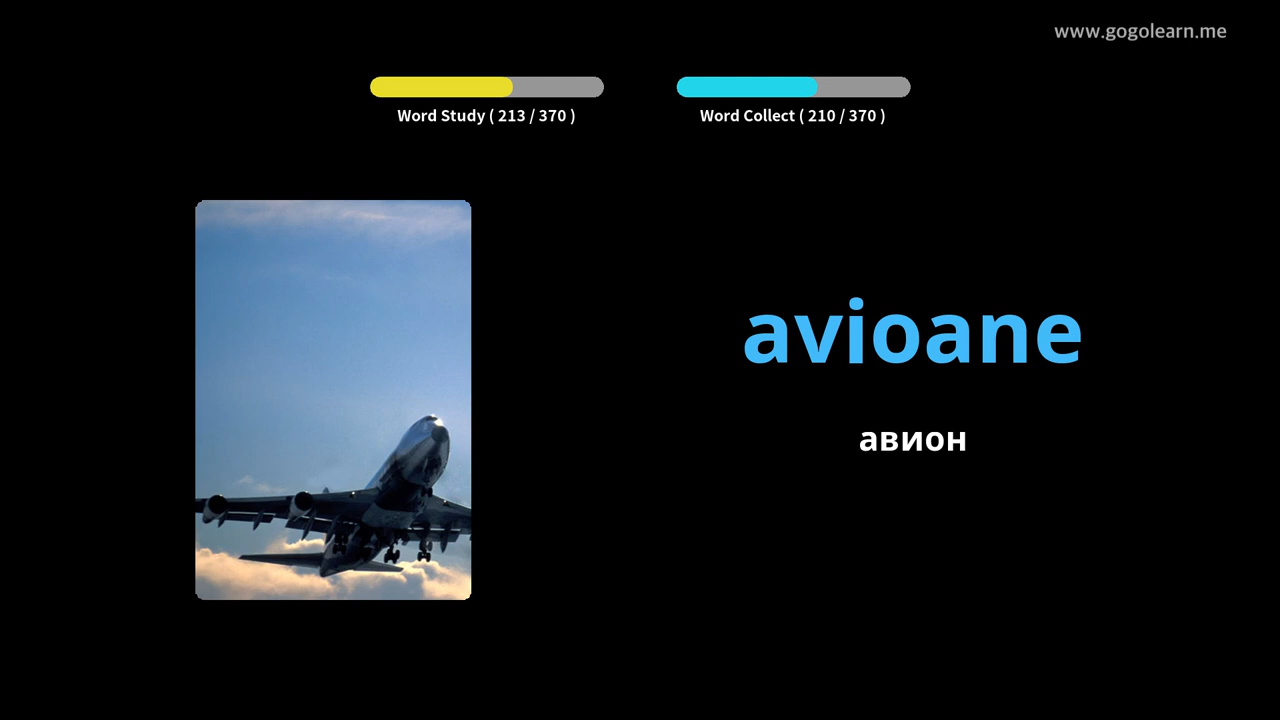 www.gogolearn.me
Word Study ( 213 / 370 )
Word Collect ( 210 / 370 )
avioane
авион